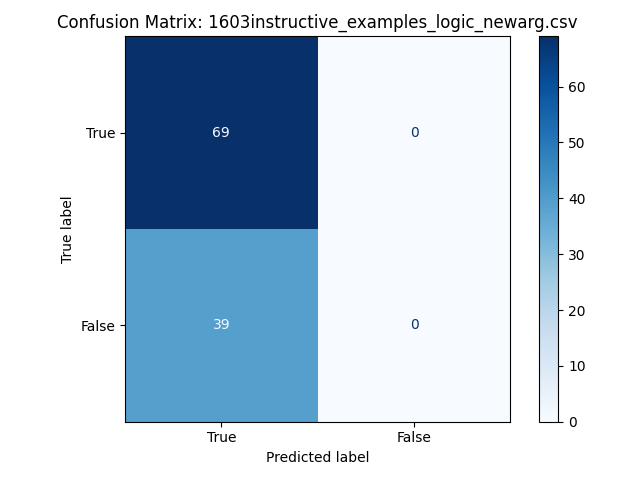 Confusion Matrix: 1603instructive_examples_logic_newarg.csv
True label
True
False
69
0
39
0
True
False
Predicted label
60
50
40
30
20
10
0